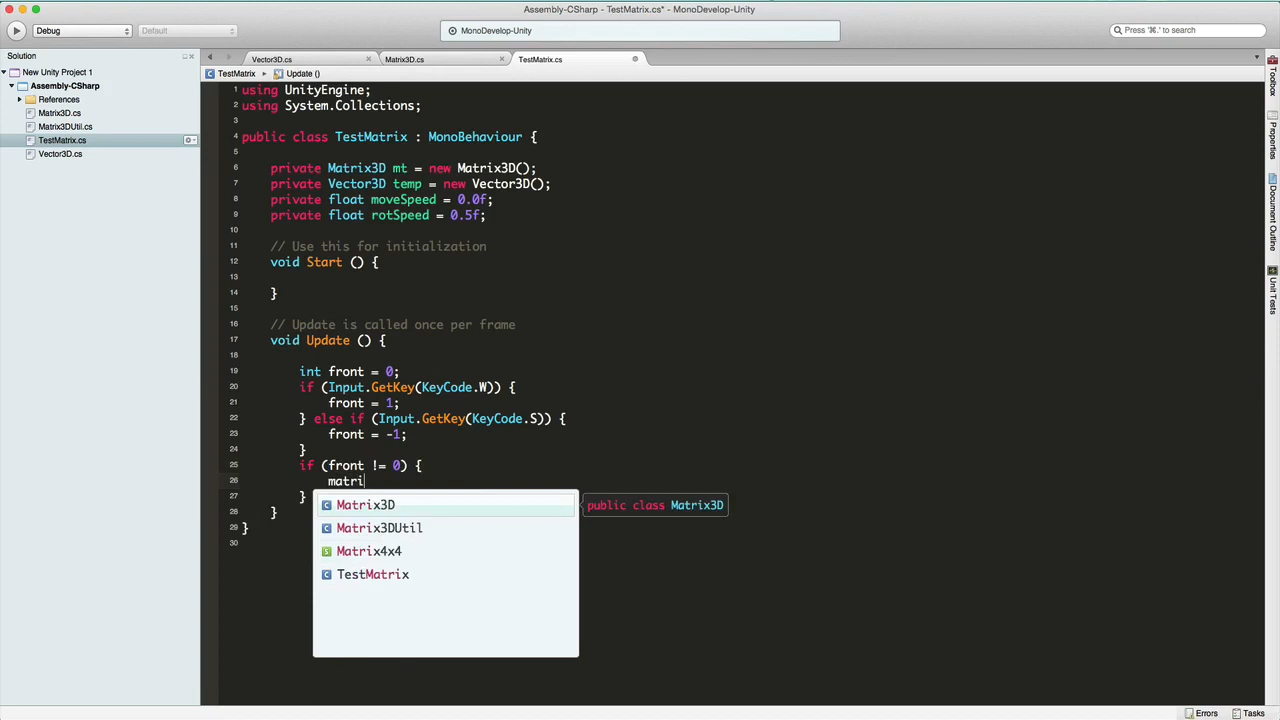 Assembly-CSharp - TestMatrix.cs* - MonoDevelop-Unity
Debug
Default
MonoDevelop-Unity
Press '⌘.' to search
Solution
New Unity Project 1
Assembly-CSharp
References
Matrix3D.cs
Matrix3DUtil.cs
TestMatrix.cs
Vector3D.cs
Vector3D.cs
Matrix3D.cs
TestMatrix.cs
TestMatrix
Update ()
1 using UnityEngine;
2 using System.Collections;
3
4 public class TestMatrix : MonoBehaviour {
5
6 private Matrix3D mt = new Matrix3D();
7 private Vector3D temp = new Vector3D();
8 private float moveSpeed = 0.0f;
9 private float rotSpeed = 0.5f;
10
11 // Use this for initialization
12 void Start () {
13
14 }
15
16 // Update is called once per frame
17 void Update () {
18
19 int front = 0;
20 if (Input.GetKey(KeyCode.W)) {
21 front = 1;
22 } else if (Input.GetKey(KeyCode.S)) {
23 front = -1;
24 }
25 if (front != 0) {
26 matri
27 }
28 }
29 }
30
Matrix3D
Matrix3DUtil
Matrix4x4
TestMatrix
public class Matrix3D
Toolbox
Properties
Document Outline
Unit Tests
Errors
Tasks